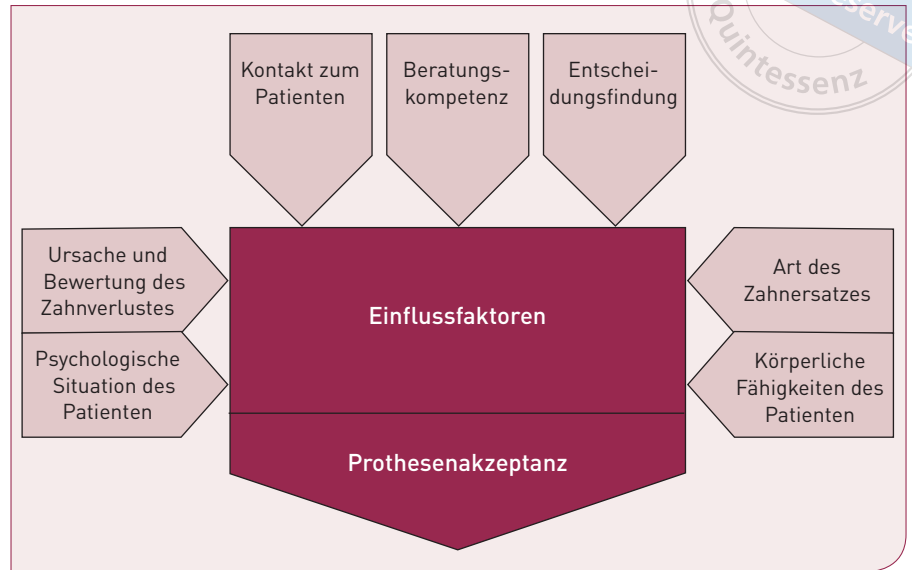 eserve
Quintessenz
Kontakt zum
Patienten
Beratungs-
kompetenz
Entschei-
dungsfindung
Ursache und
Bewertung des
Zahnverlustes
Psychologische
Situation des
Patienten
Einflussfaktoren
Art des
Zahnersatzes
Körperliche
Fähigkeiten des
Patienten
Prothesenakzeptanz